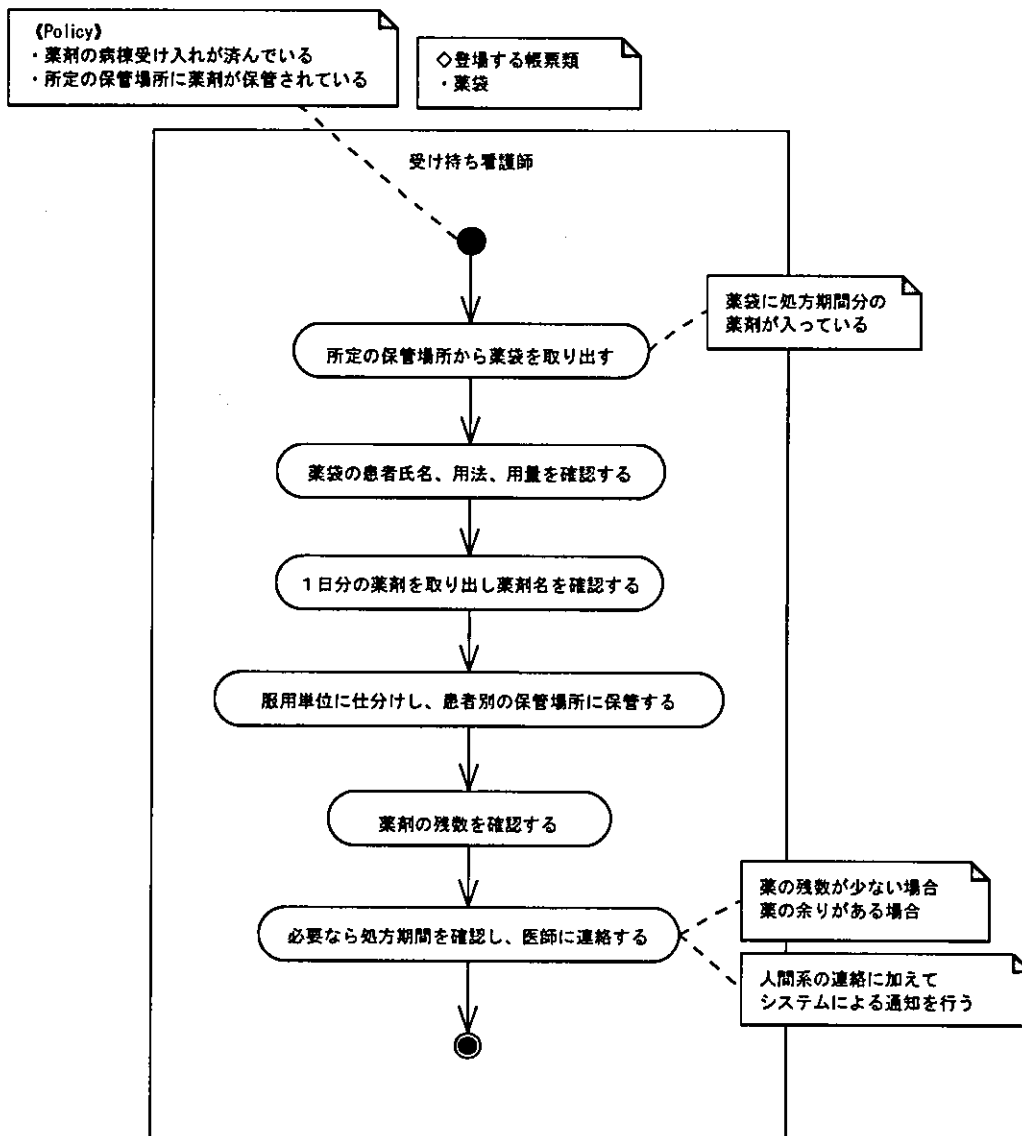 《Policy》
・薬剤の病棟受け入れが済んでいる
・所定の保管場所に薬剤が保管されている
◇登場する帳票類
・薬袋
受け持ち看護師
薬袋に処方期間分の
薬剤が入っている
所定の保管場所から薬袋を取り出す
薬袋の患者氏名、用法、用量を確認する
1日分の薬剤を取り出し薬剤名を確認する
服用単位に仕分けし、患者別の保管場所に保管する
薬剤の残数を確認する
薬の残数が少ない場合
薬の余りがある場合
必要なら処方期間を確認し、医師に連絡する
人間系の連絡に加えて
システムによる通知を行う